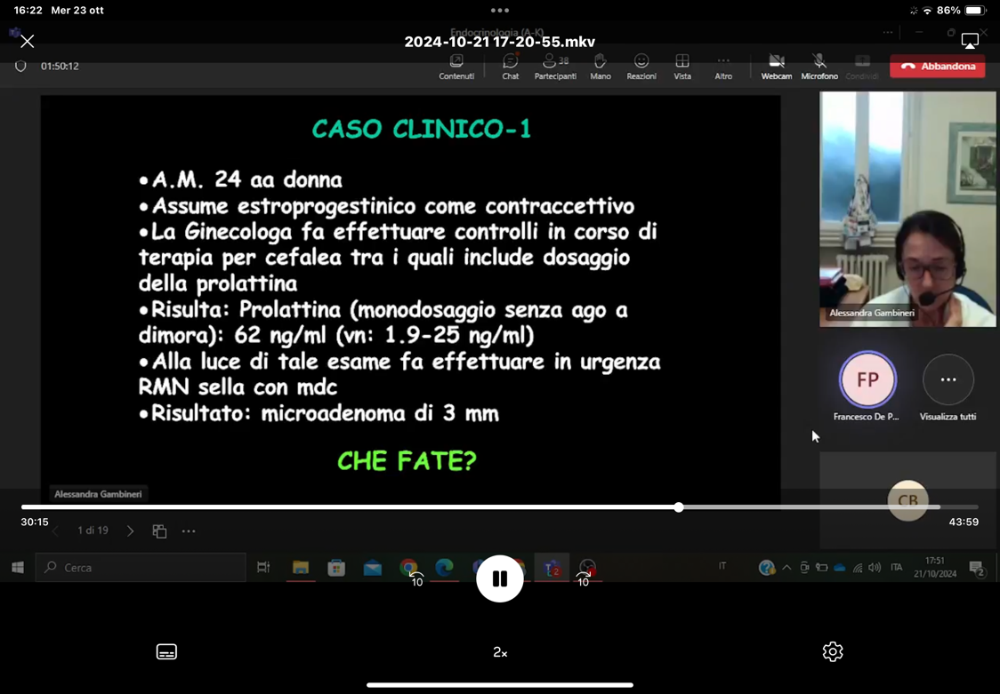 16:22 Mer 23 ott
86%
Endocrinologia (A-K)
2024-10-21 17-20-55.mkv
01:50:12
38
Contenuti
Chat
Partecipanti
Mano
Reazioni
Vista
Altro
Webcam
Microfono
Condividi
Abbandona
CASO CLINICO-1
•A.M. 24 aa donna
•Assume estroprogestinico come contraccettivo
•La Ginecologa fa effettuare controlli in corso di
terapia per cefalea tra i quali include dosaggio
della prolattina
•Risulta: Prolattina (monodosaggio senza ago a
dimora): 62 ng/ml (vn: 1.9-25 ng/ml)
•Alla luce di tale esame fa effettuare in urgenza
RMN sella con mdc
•Risultato: microadenoma di 3 mm
CHE FATE?
Alessandra Gambineri
Alessandra Gambineri
FP
Francesco De P...
Visualizza tutti
CB
30:15
43:59
1 di 19
Cerca
2
IT
ITA
17:51
21/10/2024
2
10
10
2×